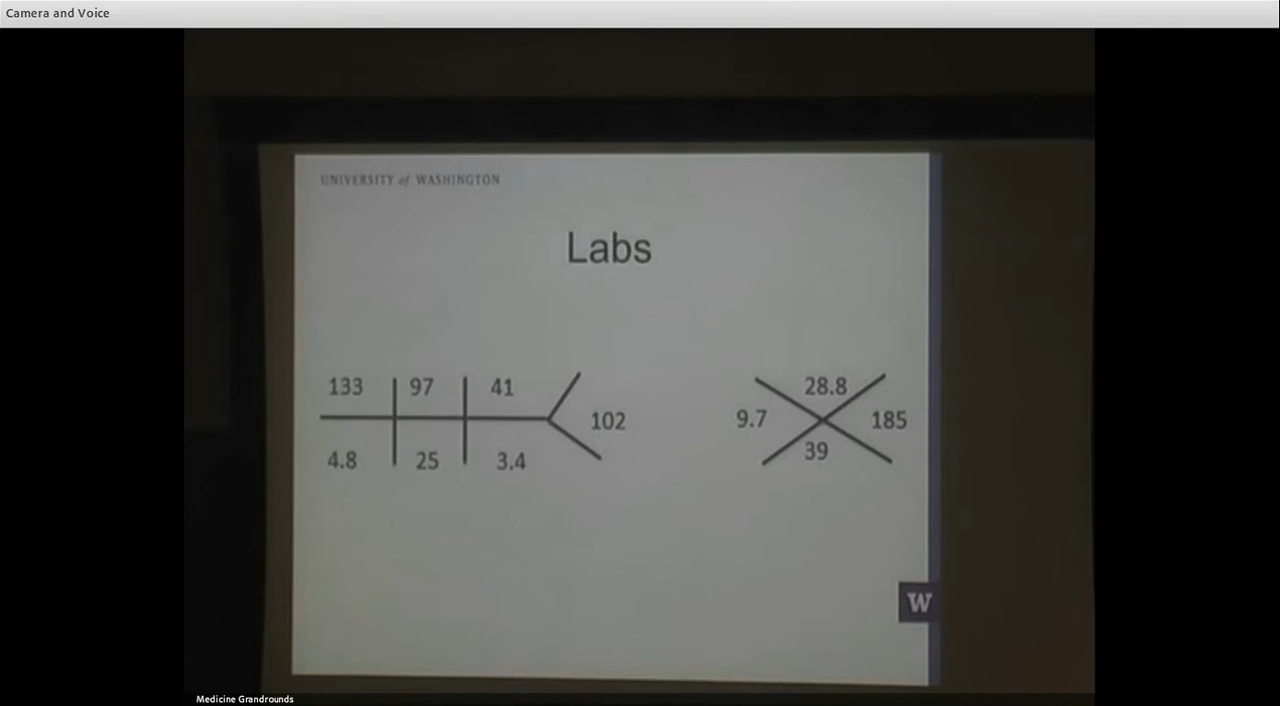 Camera and Voice
UNIVERSITY of WASHINGTON
Labs
133 97 41
102
4.8 25 3.4
28.8
9.7 185
39
W
Medicine Grandrounds